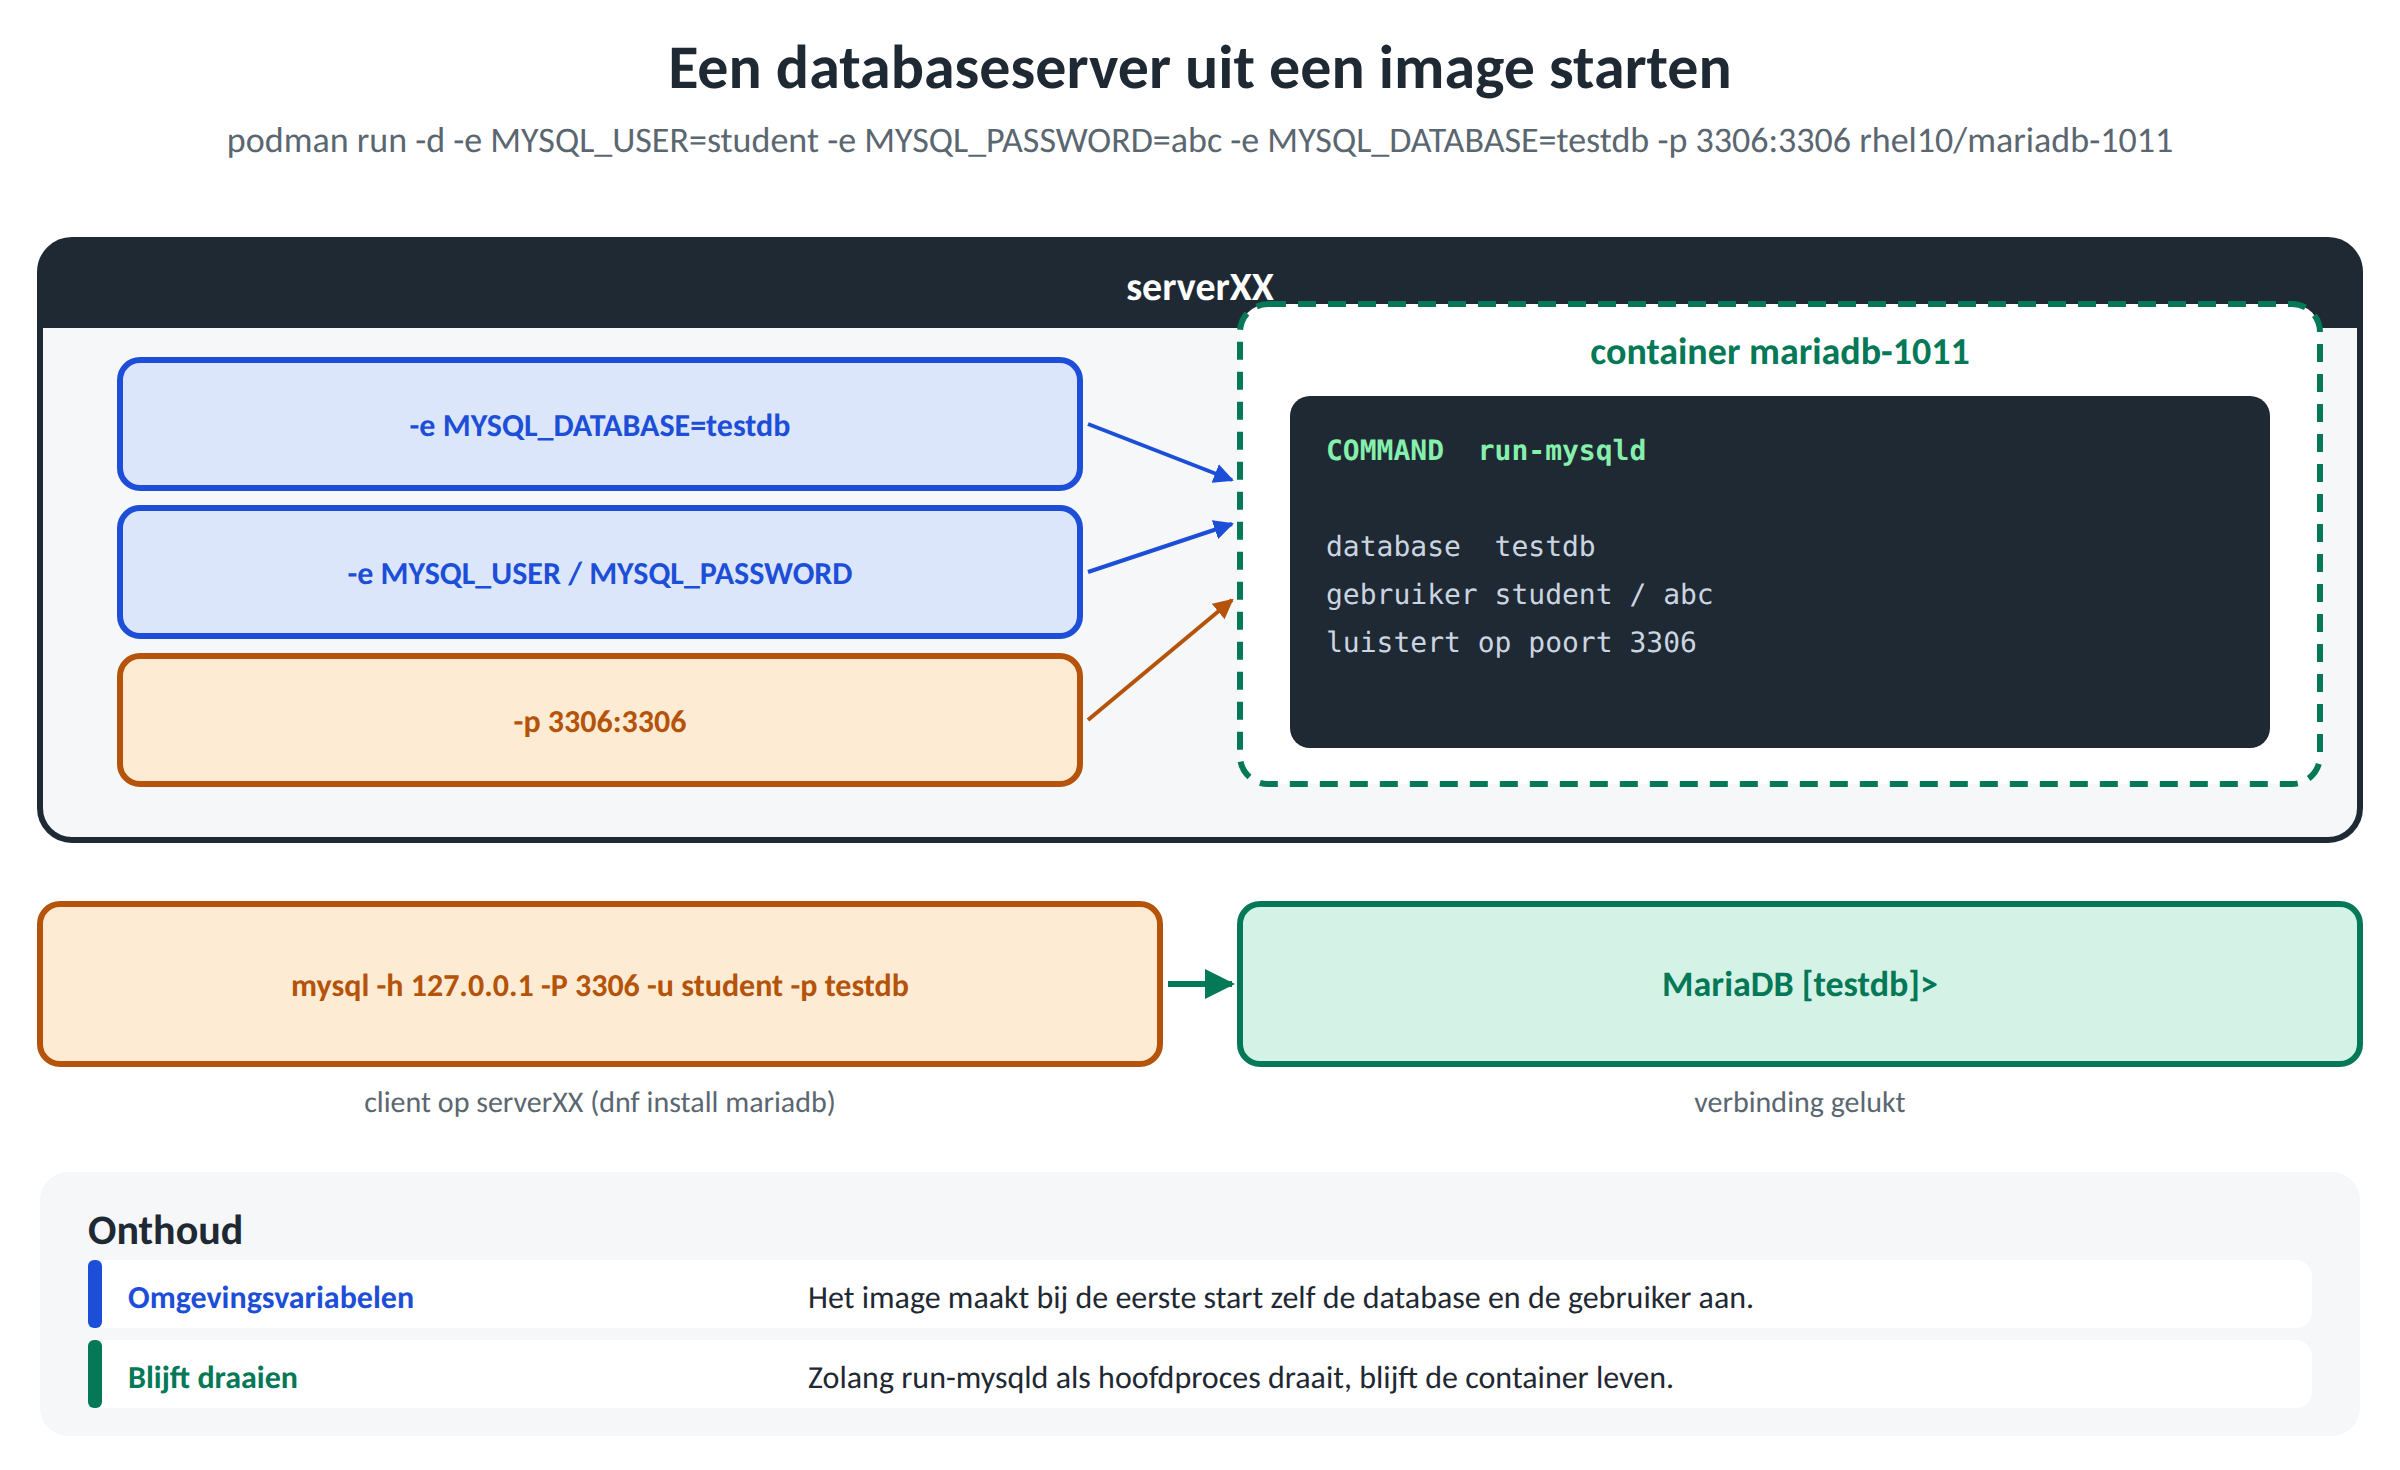 Een databaseserver uit een image starten
podman run -d -e MYSQL_USER=student -e MYSQL_PASSWORD=abc -e MYSQL_DATABASE=testdb -p 3306:3306 rhel10/mariadb-1011
serverXX
-e MYSQL_DATABASE=testdb
-e MYSQL_USER / MYSQL_PASSWORD
-p 3306:3306
container mariadb-1011
COMMAND  run-mysqld
database  testdb
gebruiker student / abc
luistert op poort 3306
mysql -h 127.0.0.1 -P 3306 -u student -p testdb
MariaDB [testdb]>
client op serverXX (dnf install mariadb)
verbinding gelukt
Onthoud
Omgevingsvariabelen
Het image maakt bij de eerste start zelf de database en de gebruiker aan.
Blijft draaien
Zolang run-mysqld als hoofdproces draait, blijft de container leven.